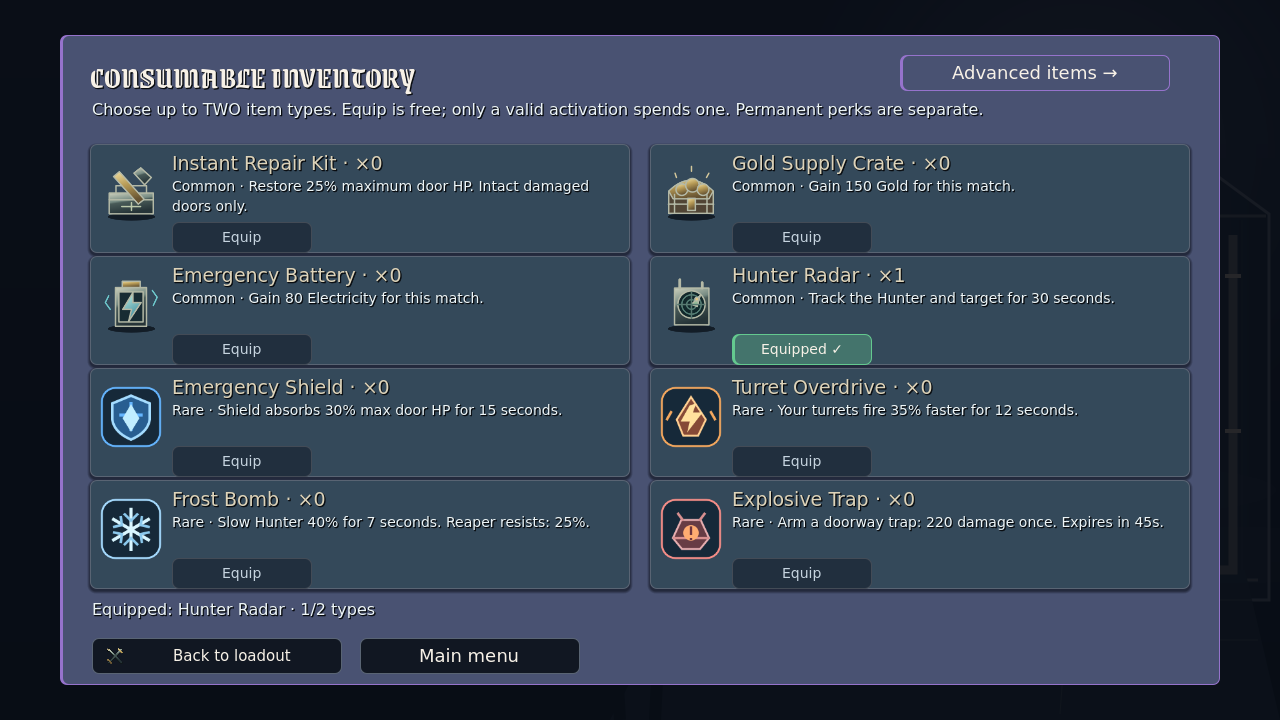 CONSUMABLE INVENTORY
Advanced items →
Choose up to TWO item types. Equip is free; only a valid activation spends one. Permanent perks are separate.
Instant Repair Kit · ×0
Common · Restore 25% maximum door HP. Intact damaged
doors only.
Equip
Gold Supply Crate · ×0
Common · Gain 150 Gold for this match.
Equip
Emergency Battery · ×0
Common · Gain 80 Electricity for this match.
Equip
Hunter Radar · ×1
Common · Track the Hunter and target for 30 seconds.
Equipped ✓
Emergency Shield · ×0
Rare · Shield absorbs 30% max door HP for 15 seconds.
Equip
Turret Overdrive · ×0
Rare · Your turrets fire 35% faster for 12 seconds.
Equip
Frost Bomb · ×0
Rare · Slow Hunter 40% for 7 seconds. Reaper resists: 25%.
Equip
Explosive Trap · ×0
Rare · Arm a doorway trap: 220 damage once. Expires in 45s.
Equip
Equipped: Hunter Radar · 1/2 types
Back to loadout
Main menu